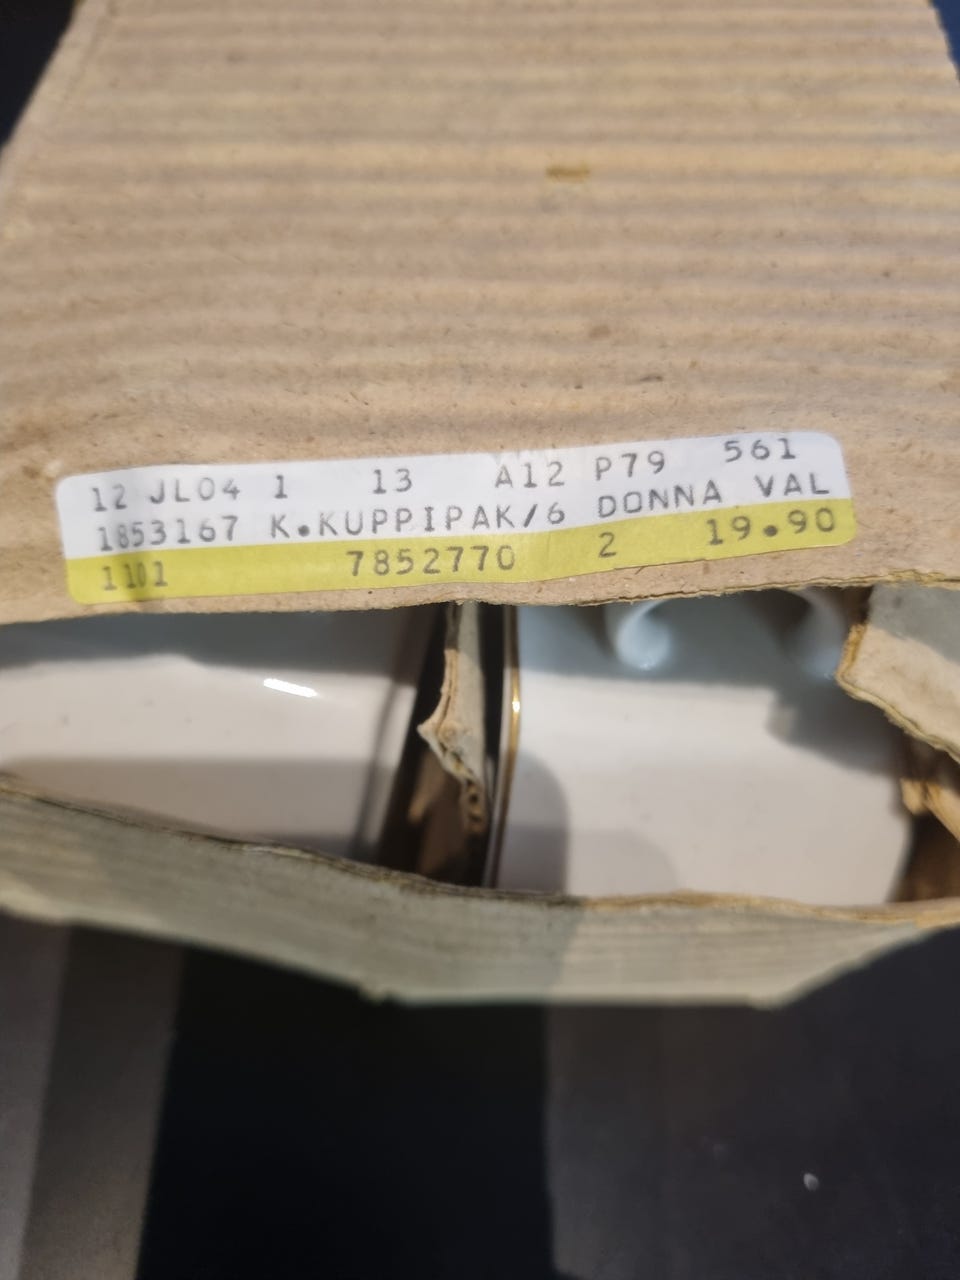 12 JL04 1 13 A12 P79 561
1853167 K.KUPPIPAK/6 DONNA VAL
1101 7852770 2 19.90